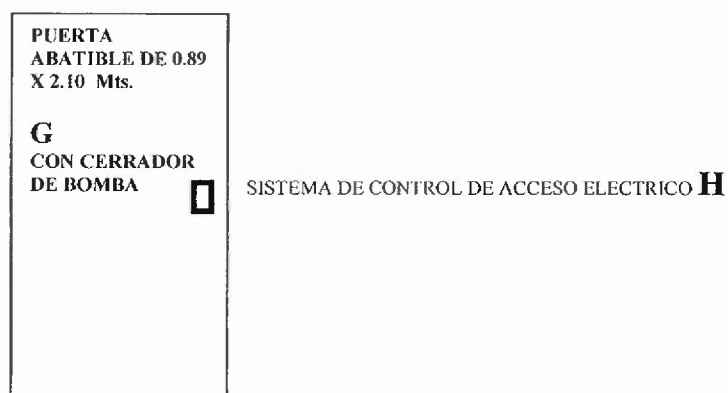 PUERTA
ABATIBLE DE 0.89
X 2.10 Mts.
G
CON CERRADOR
DE BOMBA
SISTEMA DE CONTROL DE ACCESO ELECTRICO H